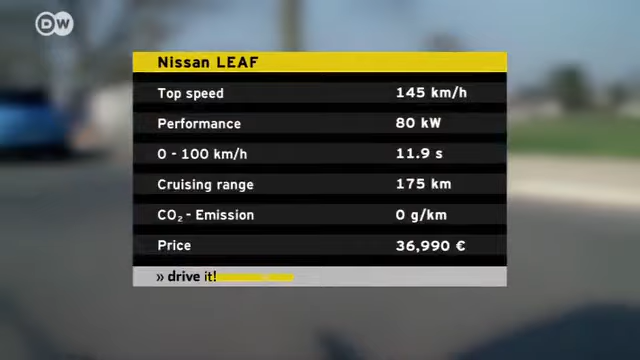 DW
Nissan LEAF
Top speed 145 km/h
Performance 80 kW
0 - 100 km/h 11.9 s
Cruising range 175 km
CO₂ - Emission 0 g/km
Price 36,990 €
» drive it!